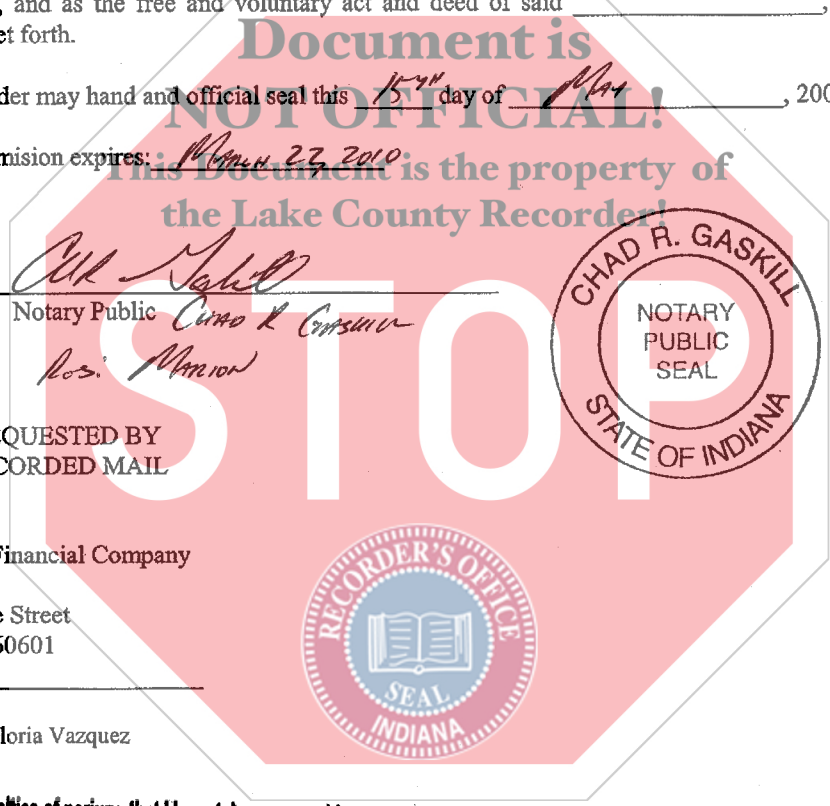 , and as the free and voluntary act and deed of said ____________,
et forth.
Document is
NOT OFFICIAL!
der may hand and official seal this 15TH day of MAY, 200
This Document is the property of
the Lake County Recorder!
mision expires: MARCH 22, 2010
CHAD R. GASKILL
NOTARY
PUBLIC
SEAL
STATE OF INDIANA
Notary Public CHAD R GASKILL
Res: MARION
STOP
QUESTED BY
CORDED MAIL
Financial Company
e Street
60601
RECORDER'S OFFICE
SEAL
INDIANA
loria Vazquez